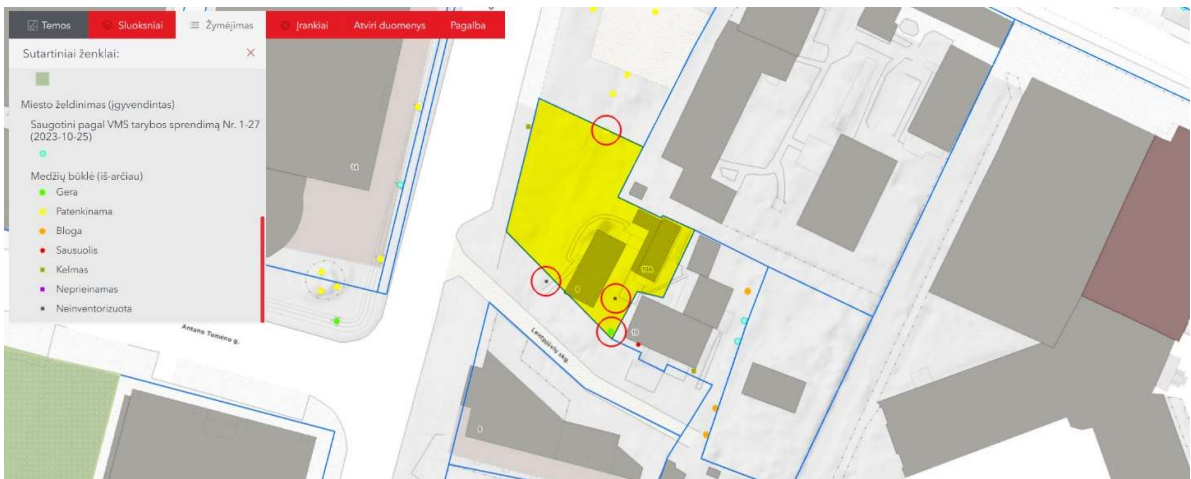 Temos
Sluoksniai
Žymėjimas
Įrankiai
Atviri duomenys
Pagalba
Sutartiniai ženklai:
Miesto želdinimas (įgyvendintas)
Saugotini pagal VMS tarybos sprendimą Nr. 1-27
(2023-10-25)
Medžių būklė (iš-arčiau)
Gera
Patenkinama
Bloga
Sausuolis
Kelmas
Neprieinamas
Neinventorizuota
Antano Tumėno g.
Lentpjūvių skg.